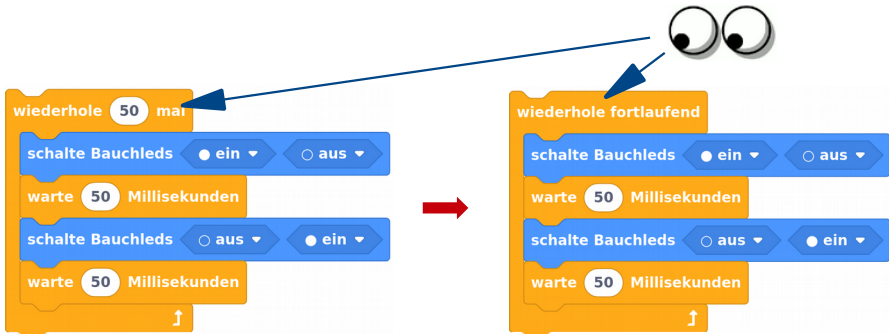 wiederhole 50 mal
schalte Bauchleds ein aus
warte 50 Millisekunden
schalte Bauchleds aus ein
warte 50 Millisekunden
wiederhole fortlaufend
schalte Bauchleds ein aus
warte 50 Millisekunden
schalte Bauchleds aus ein
warte 50 Millisekunden